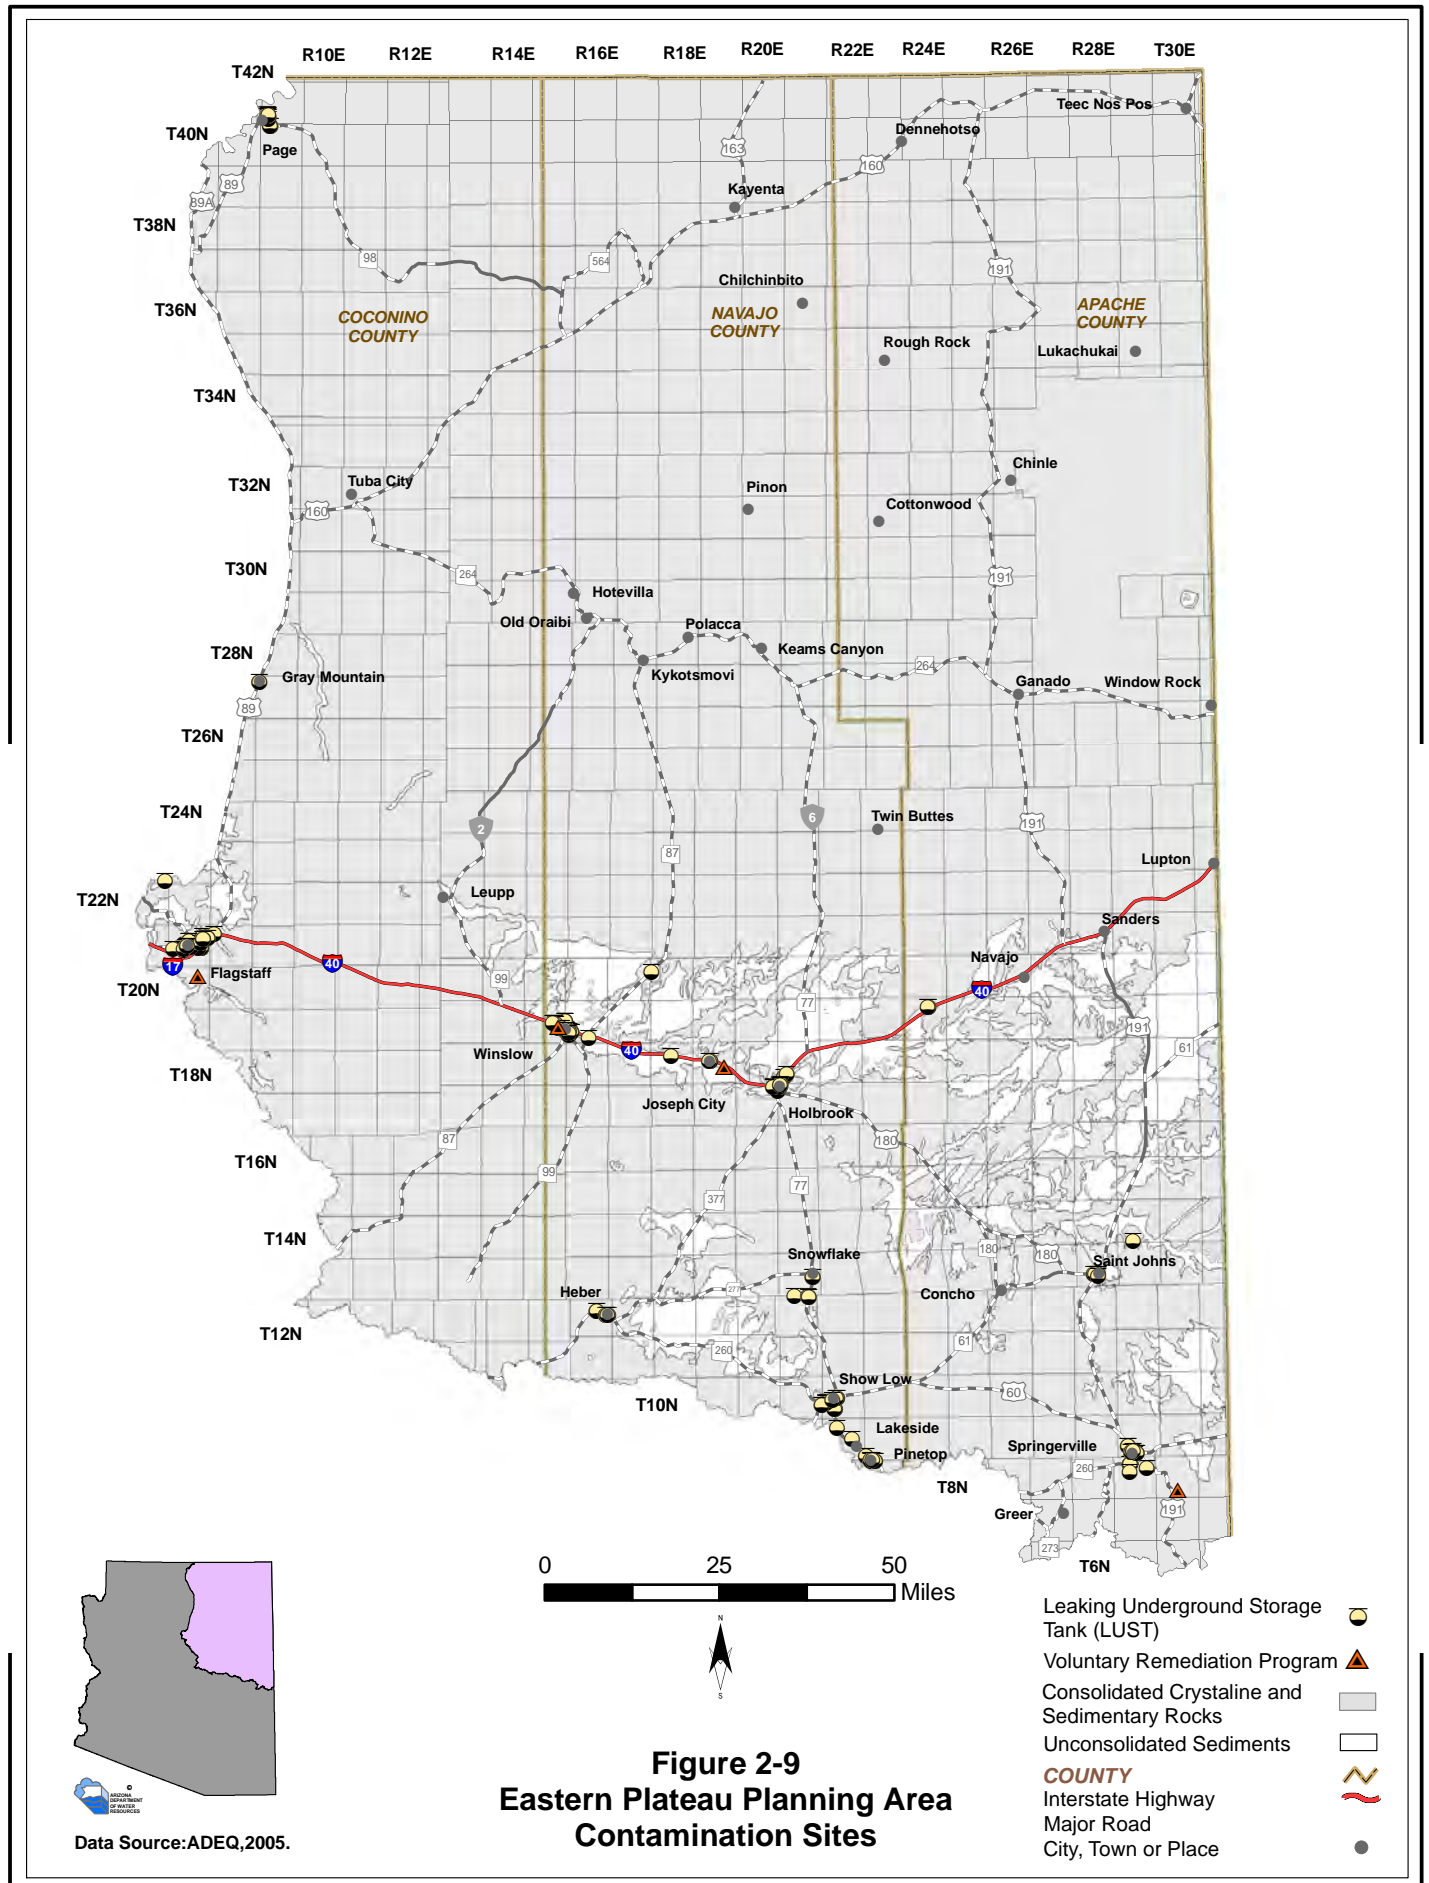 R10E R12E R14E R16E R18E R20E R22E R24E R26E R28E T30E
T42N
Teec Nos Pos
T40N
Dennehotso
Page
163
160
89
Kayenta
89A
T38N
98
564
191
Chilchinbito
T36N
COCONINO
COUNTY
NAVAJO
COUNTY
APACHE
COUNTY
Rough Rock
Lukachukai
T34N
Chinle
T32N
Tuba City
Pinon
Cottonwood
160
T30N
264
191
Hotevilla
Old Oraibi
Polacca
T28N
Keams Canyon
Gray Mountain
Kykotsmovi
264
Ganado
Window Rock
89
T26N
T24N
2
6
Twin Buttes
191
87
Lupton
T22N
Leupp
Sanders
17
Flagstaff
40
99
Navajo
T20N
40
77
191
Winslow
40
61
T18N
Joseph City
Holbrook
87
180
T16N
99
377
77
T14N
180
180
Snowflake
Saint Johns
Heber
277
Concho
T12N
260
61
Show Low
60
T10N
Lakeside
Springerville
Pinetop
260
T8N
191
Greer
273
T6N
0 25 50
Miles
N
S
Leaking Underground Storage
Tank (LUST)
Voluntary Remediation Program
Consolidated Crystaline and
Sedimentary Rocks
Unconsolidated Sediments
COUNTY
Interstate Highway
Major Road
City, Town or Place
©
ARIZONA
DEPARTMENT
OF WATER
RESOURCES
Data Source:ADEQ,2005.
Figure 2-9
Eastern Plateau Planning Area
Contamination Sites